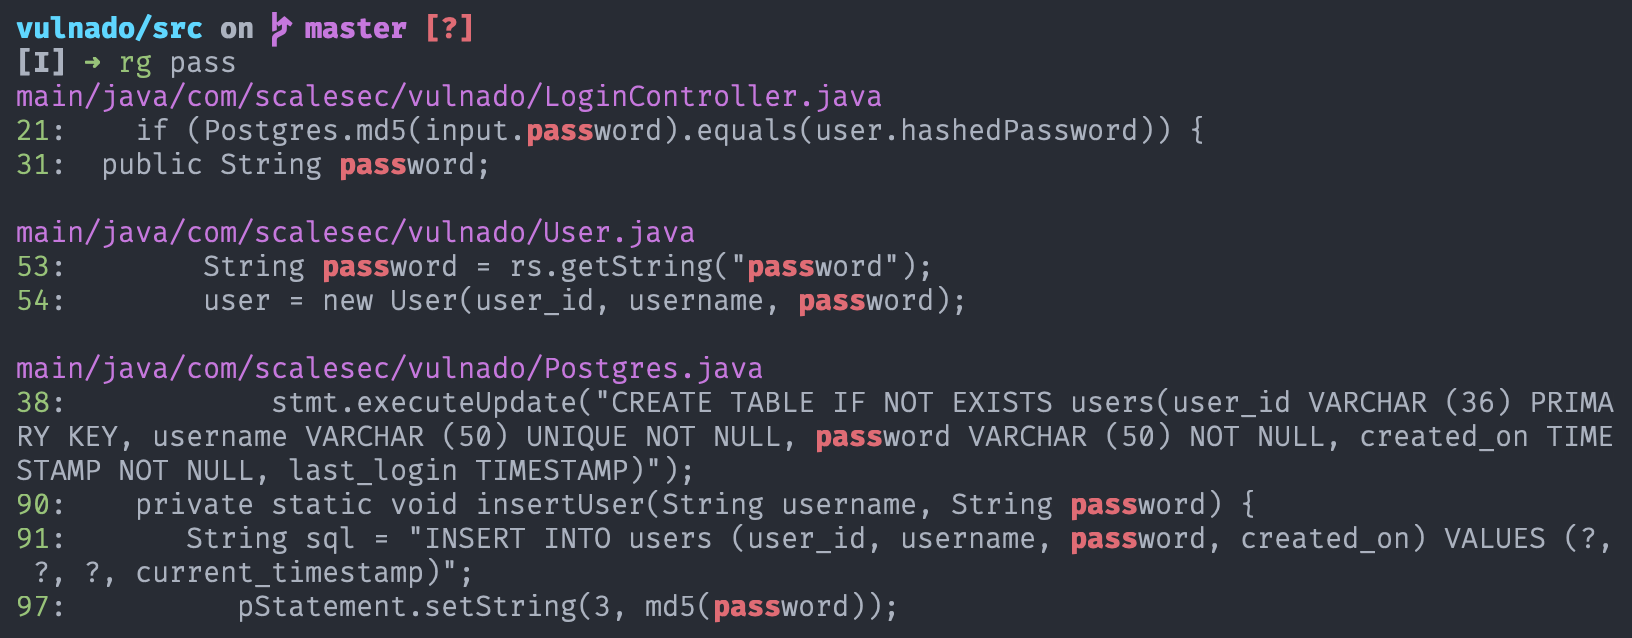 vulnado/src on master [?]
[I] ➜ rg pass
main/java/com/scalesec/vulnado/LoginController.java
21:    if (Postgres.md5(input.password).equals(user.hashedPassword)) {
31:  public String password;

main/java/com/scalesec/vulnado/User.java
53:        String password = rs.getString("password");
54:        user = new User(user_id, username, password);

main/java/com/scalesec/vulnado/Postgres.java
38:            stmt.executeUpdate("CREATE TABLE IF NOT EXISTS users(user_id VARCHAR (36) PRIMA
RY KEY, username VARCHAR (50) UNIQUE NOT NULL, password VARCHAR (50) NOT NULL, created_on TIME
STAMP NOT NULL, last_login TIMESTAMP)");
90:    private static void insertUser(String username, String password) {
91:       String sql = "INSERT INTO users (user_id, username, password, created_on) VALUES (?,
 ?, ?, current_timestamp)";
97:          pStatement.setString(3, md5(password));